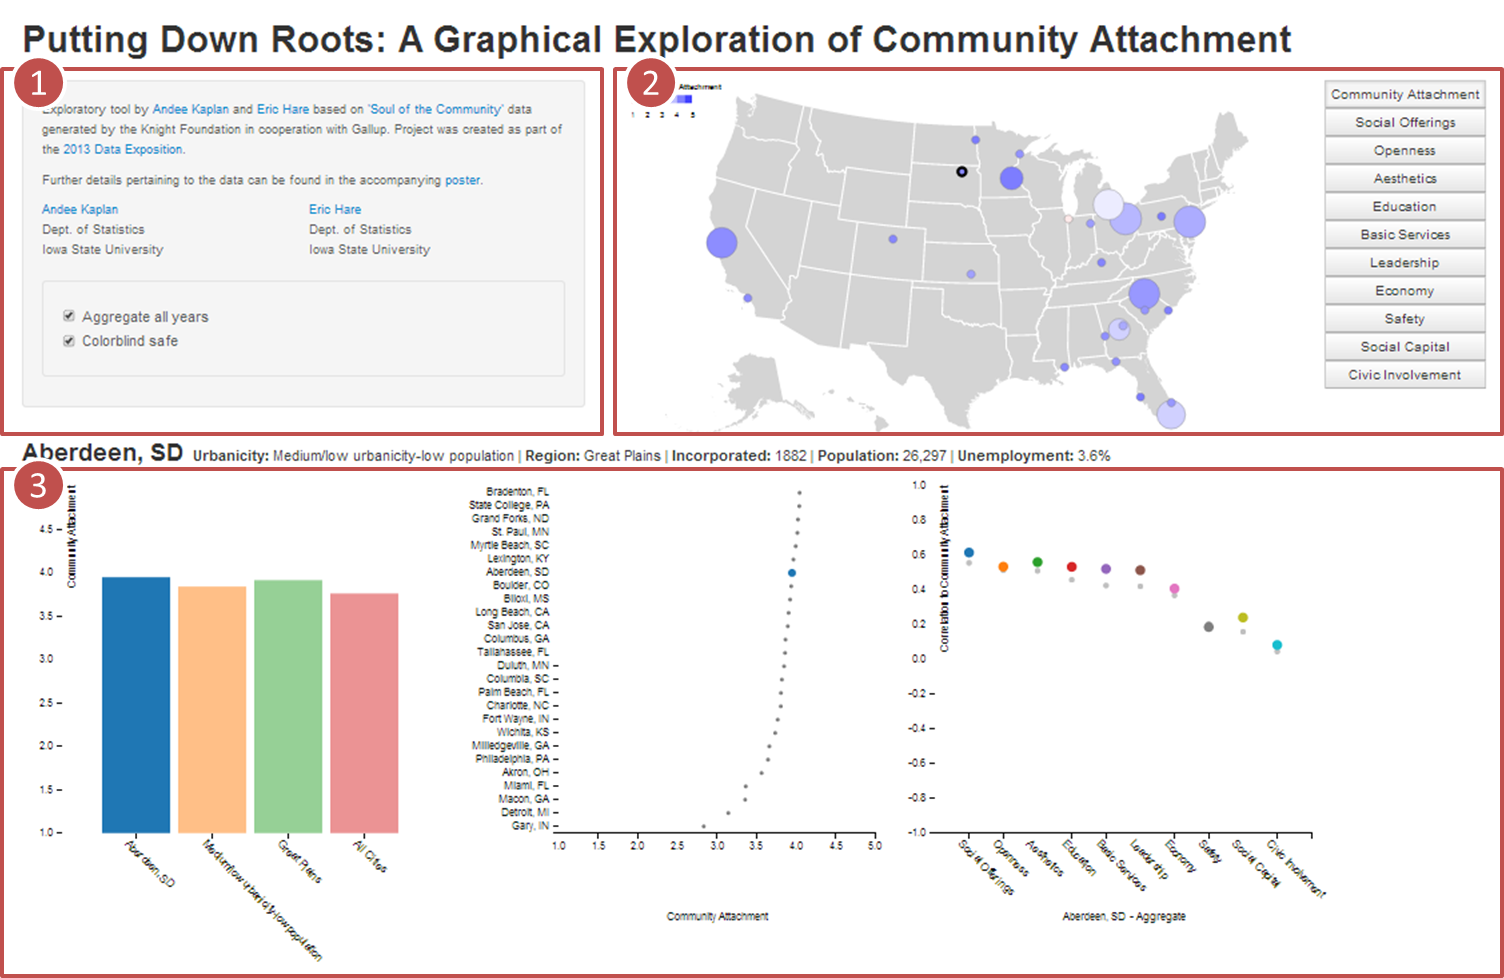 Putting Down Roots: A Graphical Exploration of Community Attachment
1
Exploratory tool by Andee Kaplan and Eric Hare based on 'Soul of the Community' data
generated by the Knight Foundation in cooperation with Gallup. Project was created as part of
the 2013 Data Exposition.
Further details pertaining to the data can be found in the accompanying poster.
Andee Kaplan
Dept. of Statistics
Iowa State University
Eric Hare
Dept. of Statistics
Iowa State University
Aggregate all years
Colorblind safe
2
Attachment
1 2 3 4 5
Community Attachment
Social Offerings
Openness
Aesthetics
Education
Basic Services
Leadership
Economy
Safety
Social Capital
Civic Involvement
Aberdeen, SD Urbanicity: Medium/low urbanicity-low population | Region: Great Plains | Incorporated: 1882 | Population: 26,297 | Unemployment: 3.6%
3
Community Attachment
4.5
4.0
3.5
3.0
2.5
2.0
1.5
1.0
Aberdeen, SD
Medium/low urbanicity-low population
Great Plains
All Cities
Bradenton, FL
State College, PA
Grand Forks, ND
St. Paul, MN
Myrtle Beach, SC
Lexington, KY
Aberdeen, SD
Boulder, CO
Biloxi, MS
Long Beach, CA
San Jose, CA
Columbus, GA
Tallahassee, FL
Duluth, MN
Columbia, SC
Palm Beach, FL
Charlotte, NC
Fort Wayne, IN
Wichita, KS
Milledgeville, GA
Philadelphia, PA
Akron, OH
Miami, FL
Macon, GA
Detroit, MI
Gary, IN
1.0 1.5 2.0 2.5 3.0 3.5 4.0 4.5 5.0
Community Attachment
Correlation to Community Attachment
1.0
0.8
0.6
0.4
0.2
0.0
-0.2
-0.4
-0.6
-0.8
-1.0
Social Offerings
Openness
Aesthetics
Education
Basic Services
Leadership
Economy
Safety
Social Capital
Civic Involvement
Aberdeen, SD - Aggregate